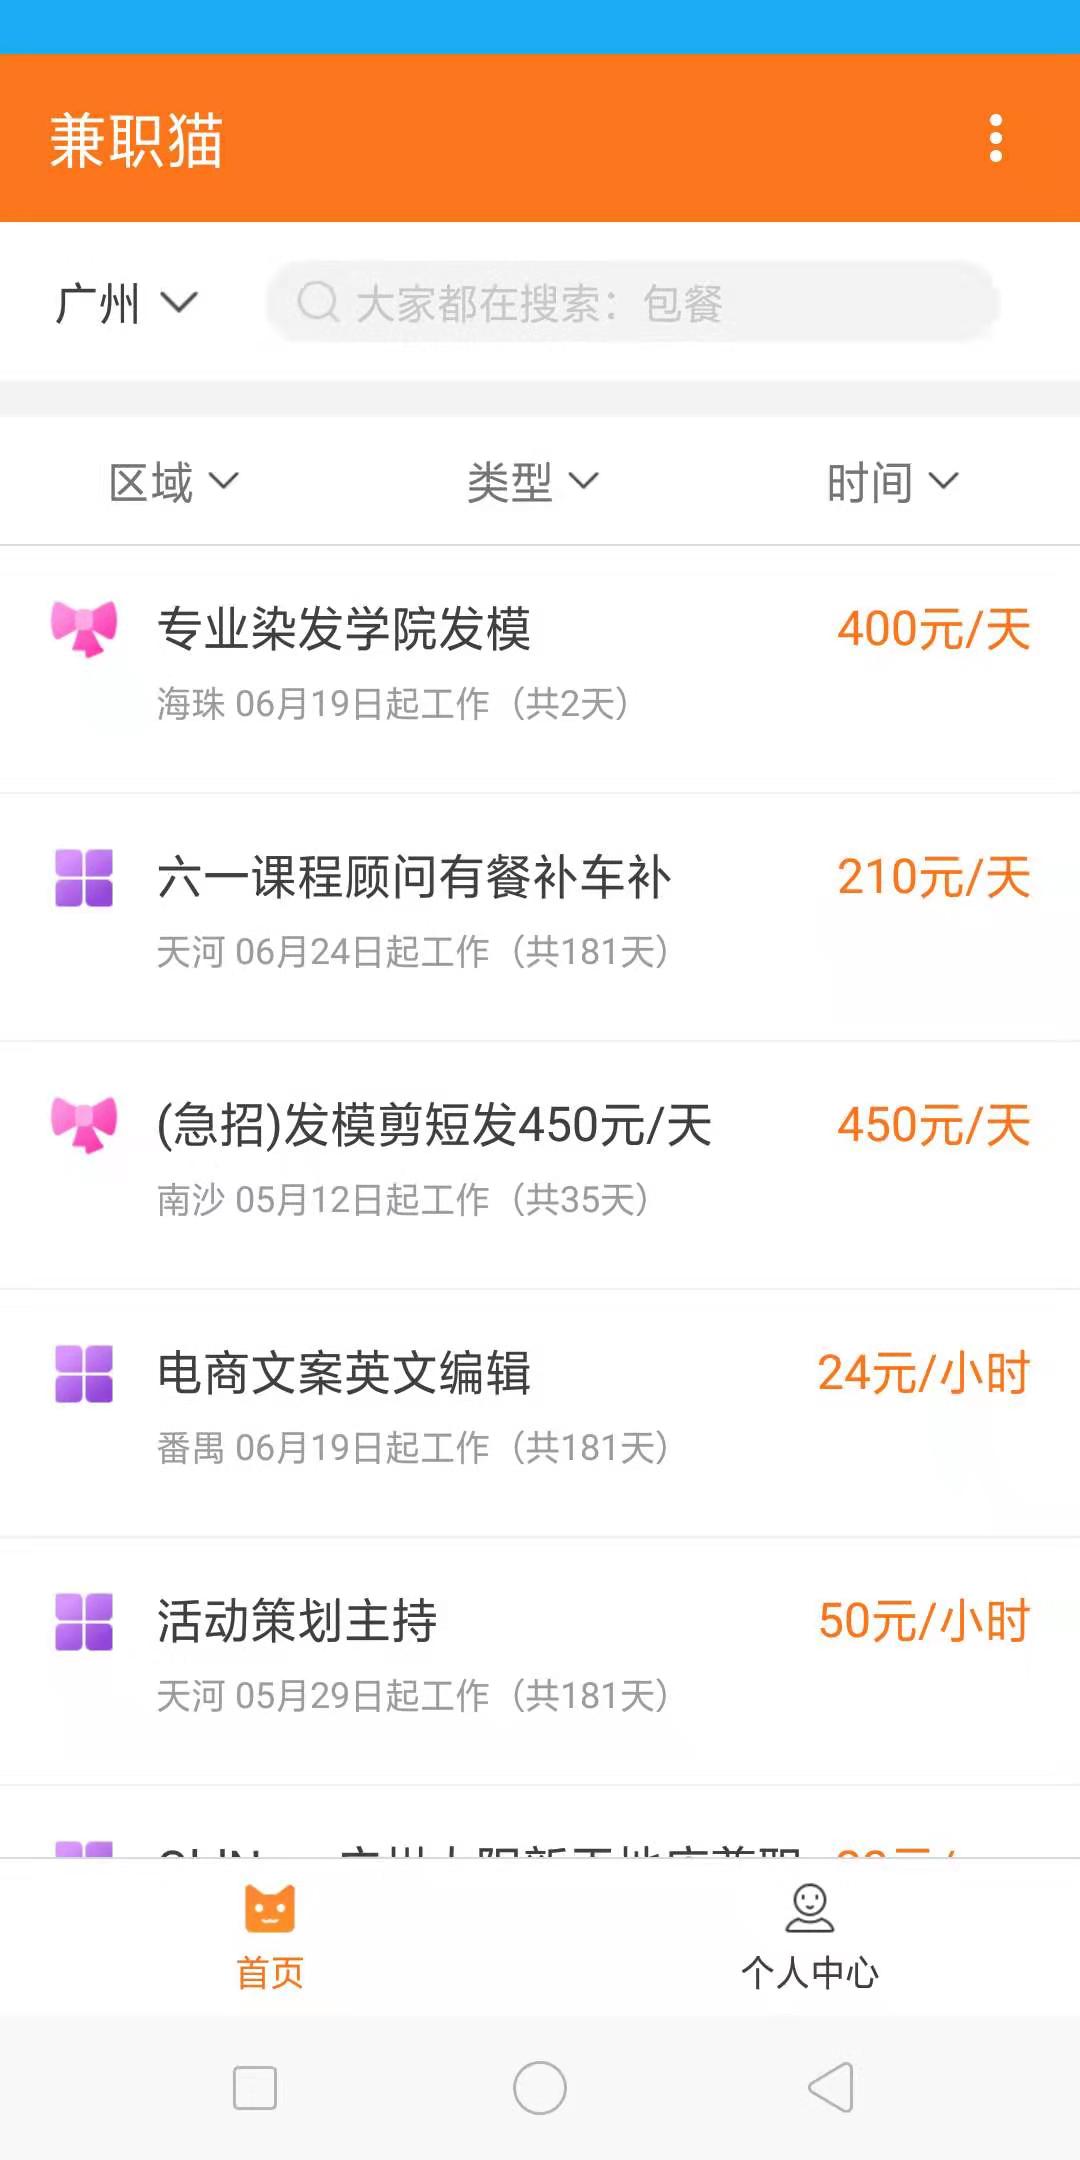 兼职猫
广州
大家都在搜索：包餐
区域 类型 时间
专业染发学院发模 400元/天
海珠 06月19日起工作（共2天）
六一课程顾问有餐补车补 210元/天
天河 06月24日起工作（共181天）
(急招)发模剪短发450元/天 450元/天
南沙 05月12日起工作（共35天）
电商文案英文编辑 24元/小时
番禺 06月19日起工作（共181天）
活动策划主持 50元/小时
天河 05月29日起工作（共181天）
首页 个人中心